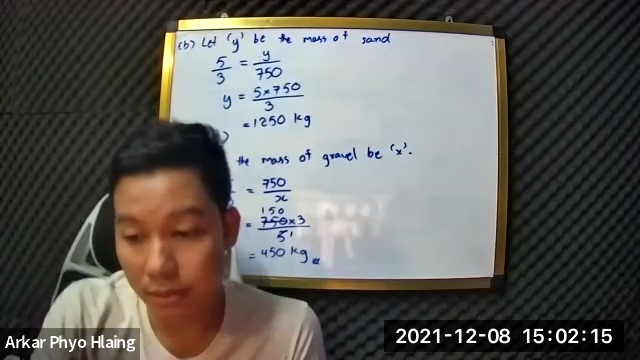 (b) Let 'y' be the mass of sand
5/3 = y/750
y = 5×750/3
= 1250 kg
)
the mass of gravel be 'x'.
= 750/x
150
= 750×3/5 1
= 450 kg
Arkar Phyo Hlaing
2021-12-08 15:02:15